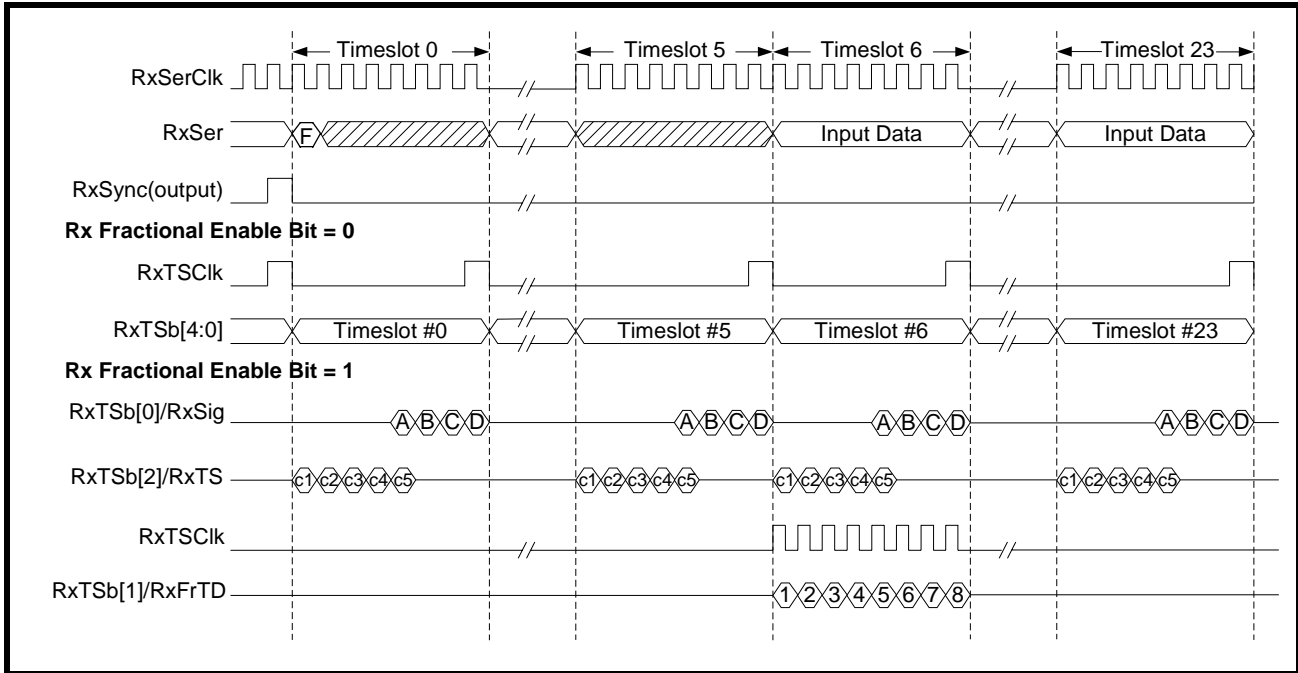 Timeslot 0 Timeslot 5 Timeslot 6 Timeslot 23
RxSerClk
RxSer F Input Data Input Data
RxSync(output)
Rx Fractional Enable Bit = 0
RxTSClk
RxTSb[4:0] Timeslot #0 Timeslot #5 Timeslot #6 Timeslot #23
Rx Fractional Enable Bit = 1
RxTSb[0]/RxSig A B C D A B C D A B C D A B C D
RxTSb[2]/RxTS c1 c2 c3 c4 c5 c1 c2 c3 c4 c5 c1 c2 c3 c4 c5 c1 c2 c3 c4 c5
RxTSClk
RxTSb[1]/RxFrTD 1 2 3 4 5 6 7 8